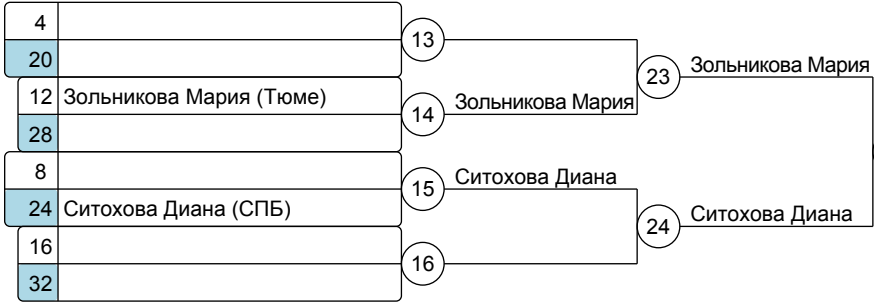 4
13
20
23 Зольникова Мария
12 Зольникова Мария (Тюме)
14 Зольникова Мария
28
8
15 Ситохова Диана
24 Ситохова Диана (СПБ)
24 Ситохова Диана
16
16
32